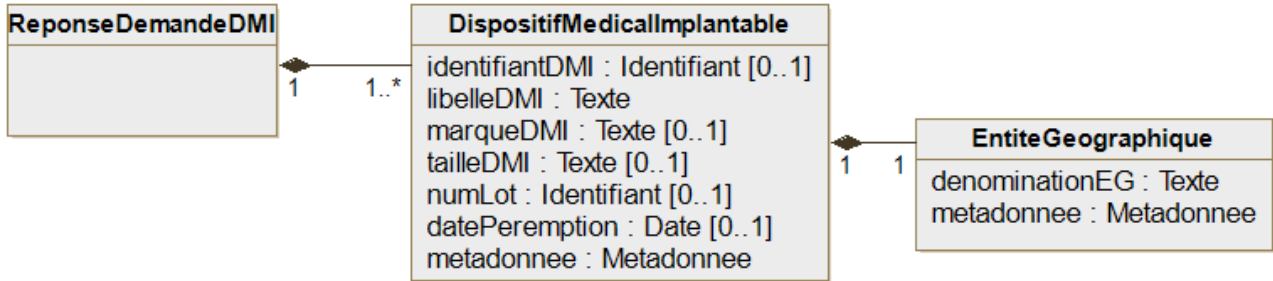 ReponseDemandeDMI
1
1..*
DispositifMedicalImplantable
identifiantDMI : Identifiant [0..1]
libelleDMI : Texte
marqueDMI : Texte [0..1]
tailleDMI : Texte [0..1]
numLot : Identifiant [0..1]
datePeremption : Date [0..1]
metadonnee : Metadonnee
1
1
EntiteGeographique
denominationEG : Texte
metadonnee : Metadonnee